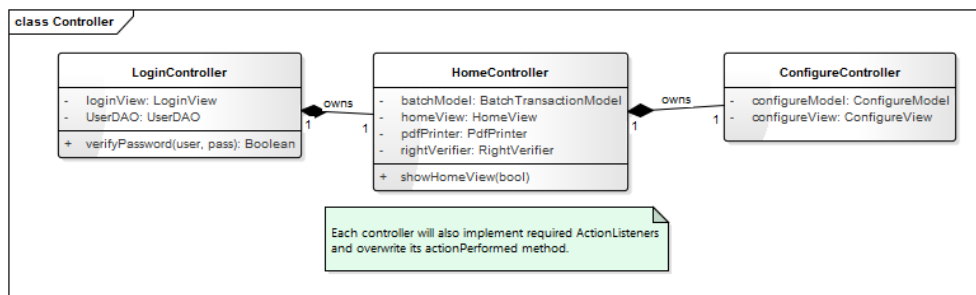 class Controller
LoginController
- loginView: LoginView
- UserDAO: UserDAO
+ verifyPassword(user, pass): Boolean
owns
1
1
HomeController
- batchModel: BatchTransactionModel
- homeView: HomeView
- pdfPrinter: PdfPrinter
- rightVerifier: RightVerifier
+ showHomeView(bool)
owns
1
1
ConfigureController
- configureModel: ConfigureModel
- configureView: ConfigureView
Each controller will also implement required ActionListeners
and overwrite its actionPerformed method.